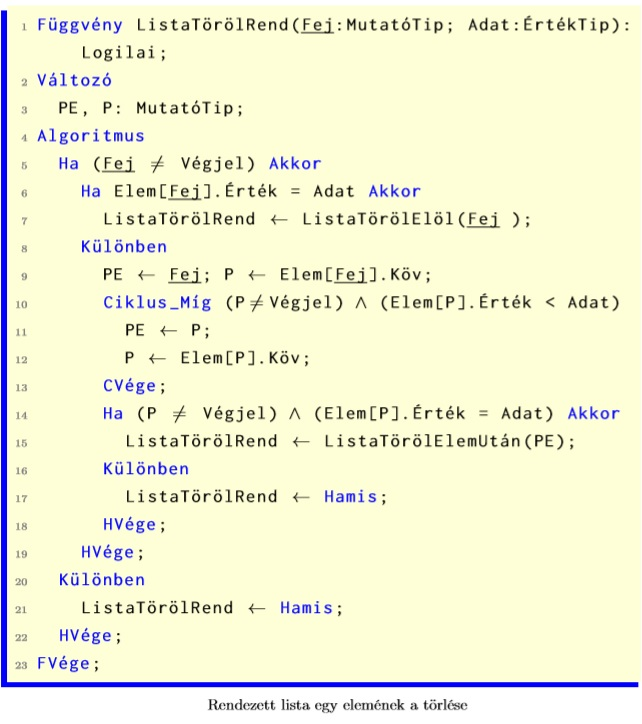 1 Függvény ListaTörölRend(Fej:MutatóTip; Adat:ÉrtékTip):
Logilai;
2 Változó
3 PE, P: MutatóTip;
4 Algoritmus
5 Ha (Fej ≠ Végjel) Akkor
6 Ha Elem[Fej].Érték = Adat Akkor
7 ListaTörölRend ← ListaTörölElöl(Fej );
8 Különben
9 PE ← Fej; P ← Elem[Fej].Köv;
10 Ciklus_Míg (P≠Végjel) ∧ (Elem[P].Érték < Adat)
11 PE ← P;
12 P ← Elem[P].Köv;
13 CVége;
14 Ha (P ≠ Végjel) ∧ (Elem[P].Érték = Adat) Akkor
15 ListaTörölRend ← ListaTörölElemUtán(PE);
16 Különben
17 ListaTörölRend ← Hamis;
18 HVége;
19 HVége;
20 Különben
21 ListaTörölRend ← Hamis;
22 HVége;
23 FVége;
Rendezett lista egy elemének a törlése